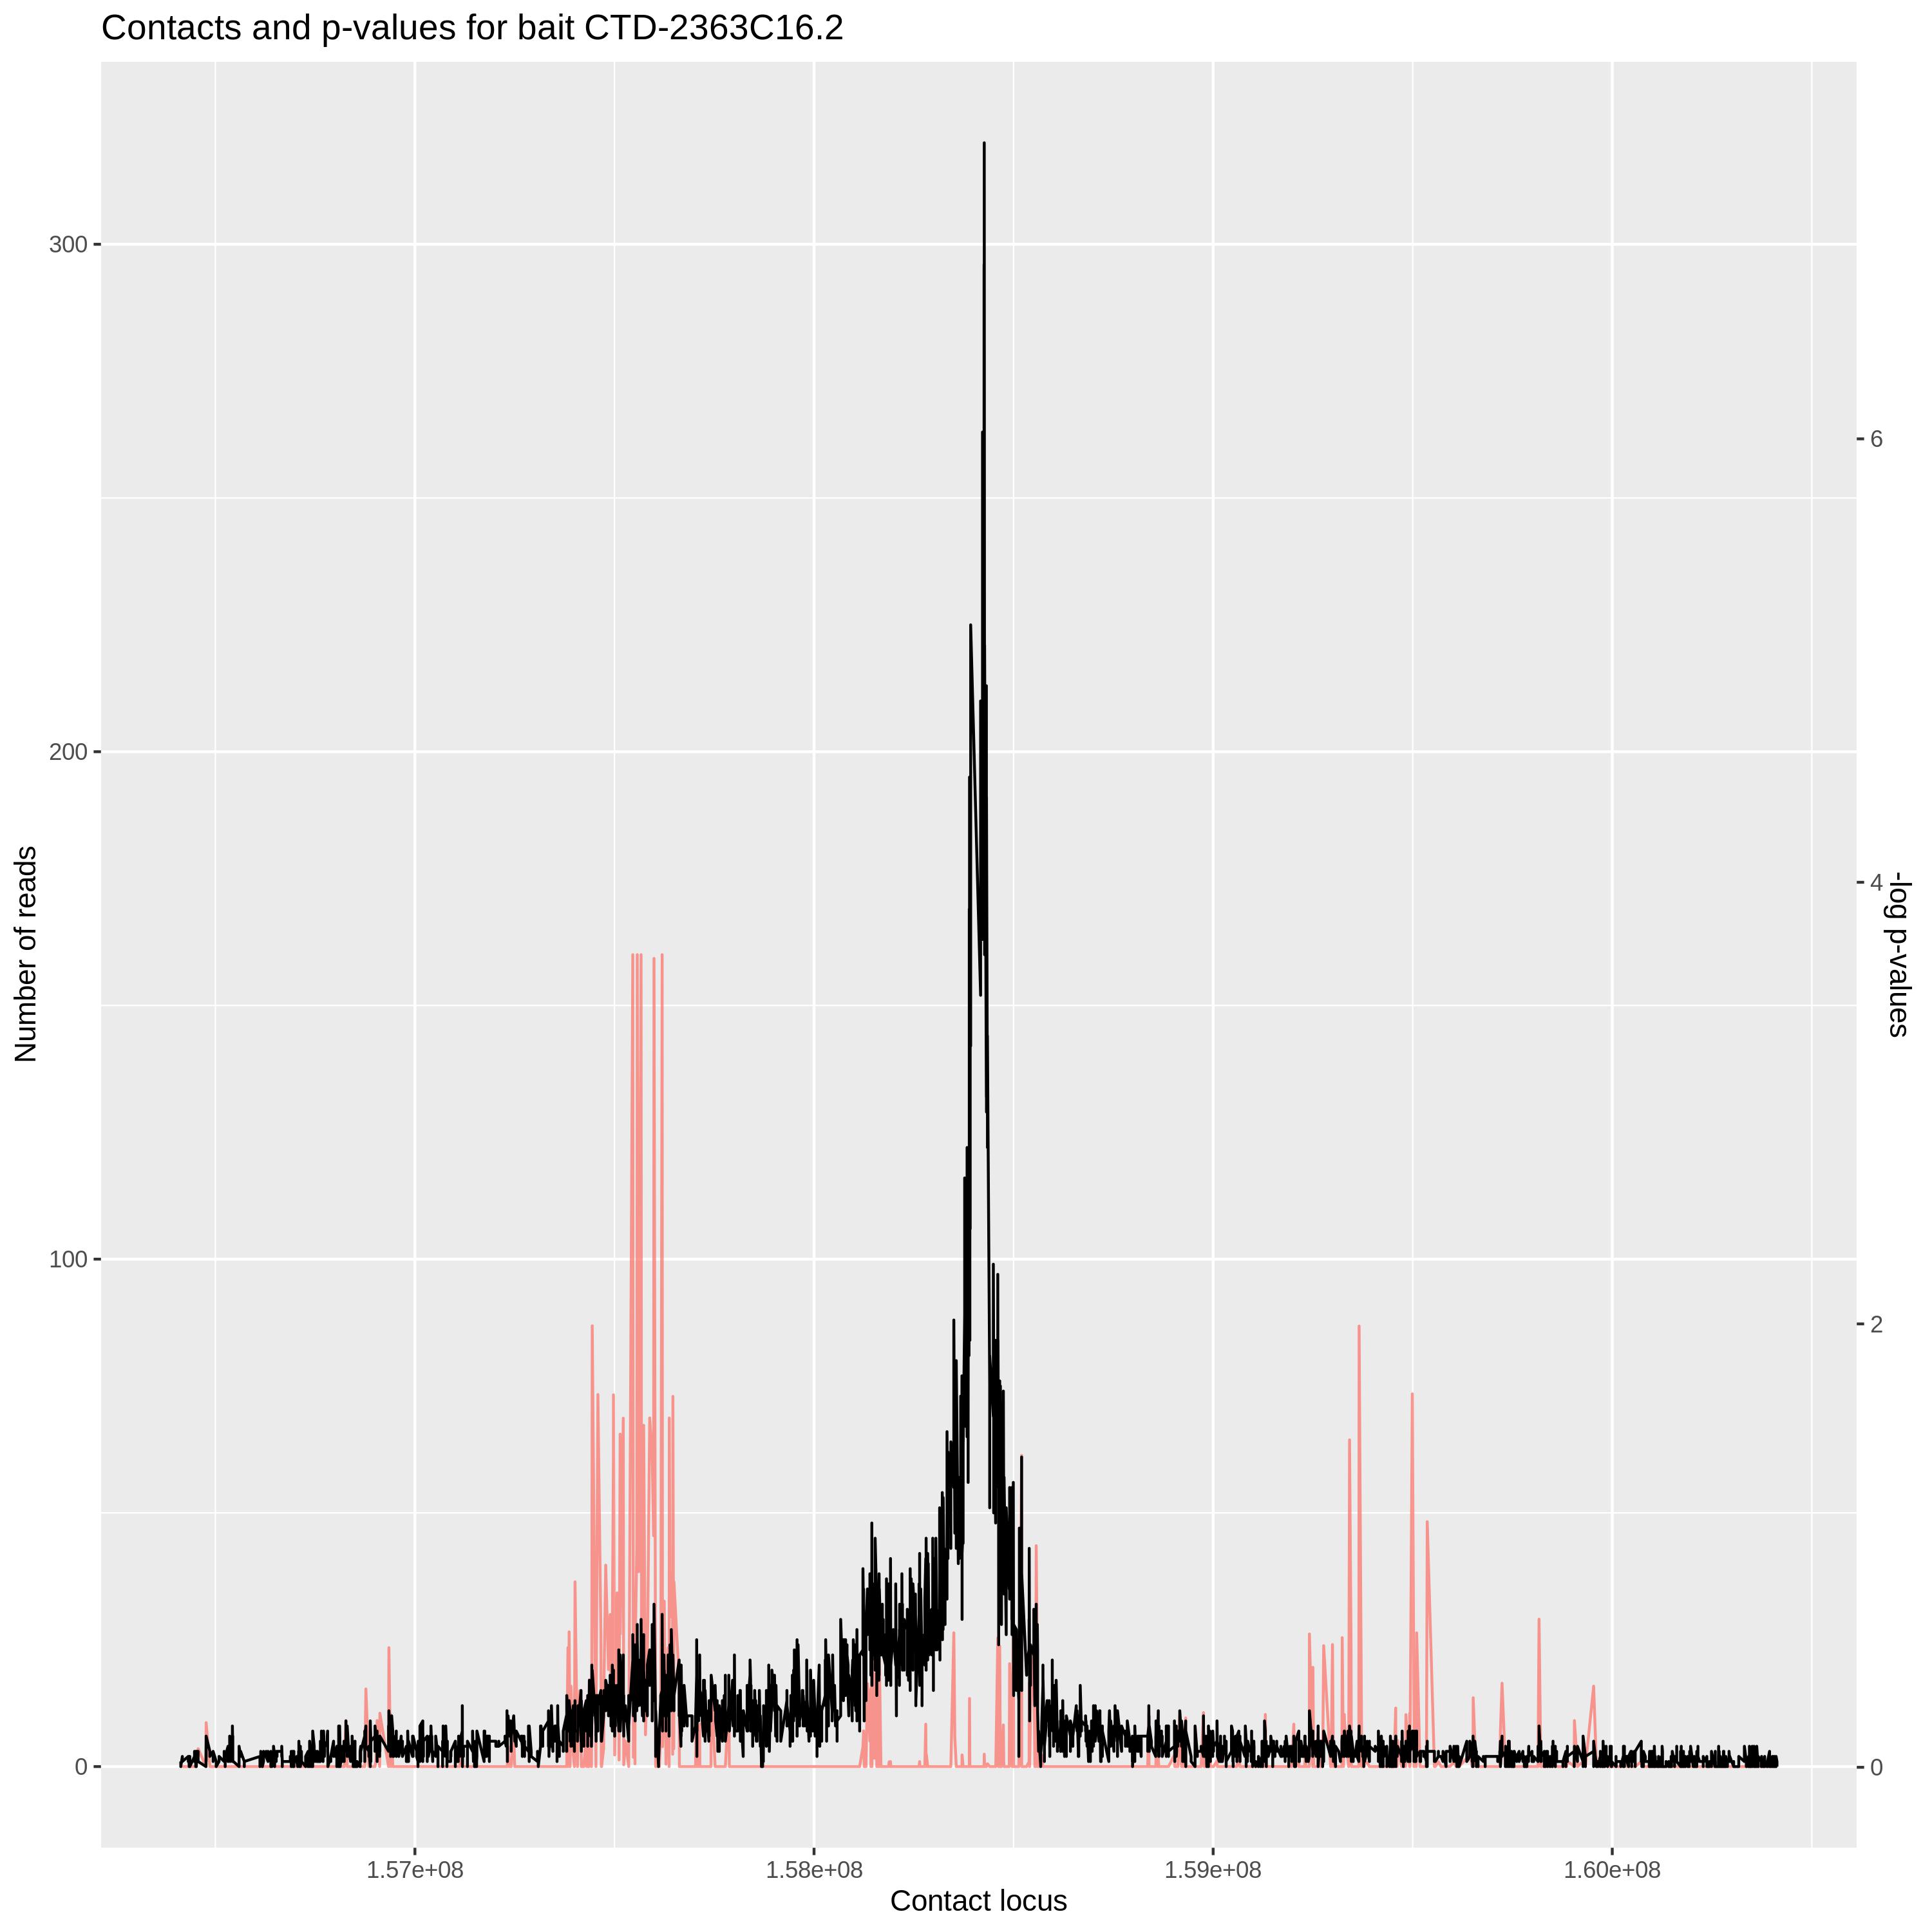 Contacts and p-values for bait CTD-2363C16.2
Number of reads
300
200
100
0
6
4
2
0
-log p-values
1.57e+08
1.58e+08
1.59e+08
1.60e+08
Contact locus